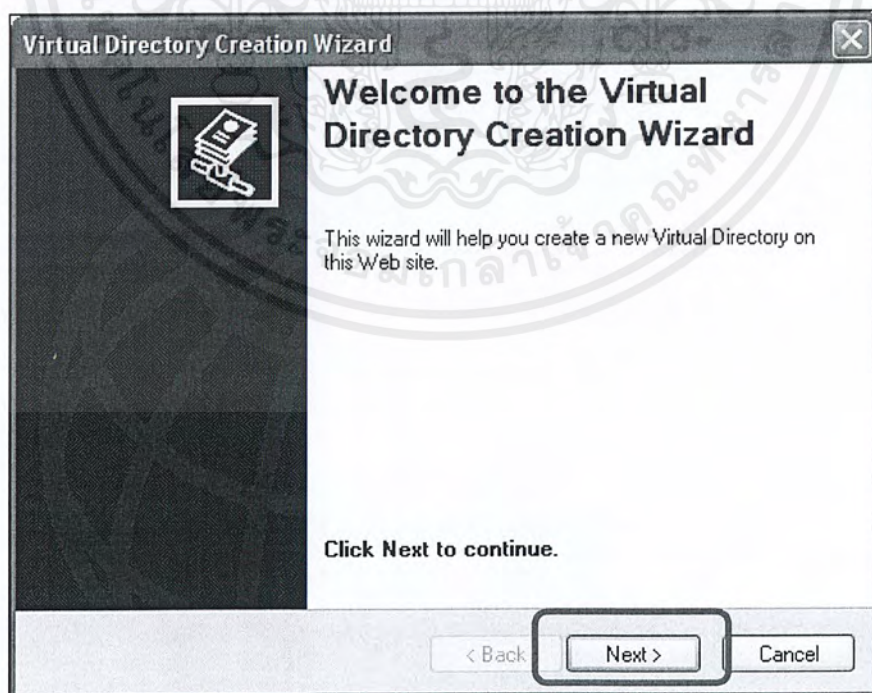 Virtual Directory Creation Wizard
Welcome to the Virtual
Directory Creation Wizard
This wizard will help you create a new Virtual Directory on
this Web site.
Click Next to continue.
< Back
Next >
Cancel